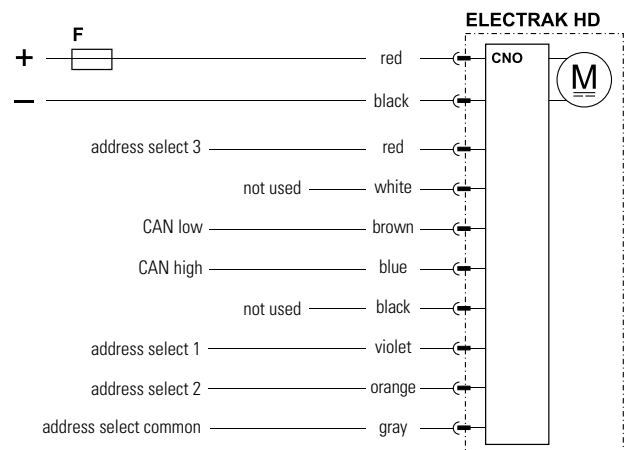 ELECTRAK HD
F
+ red CNO
M
– black
address select 3 red
not used white
CAN low brown
CAN high blue
not used black
address select 1 violet
address select 2 orange
address select common gray